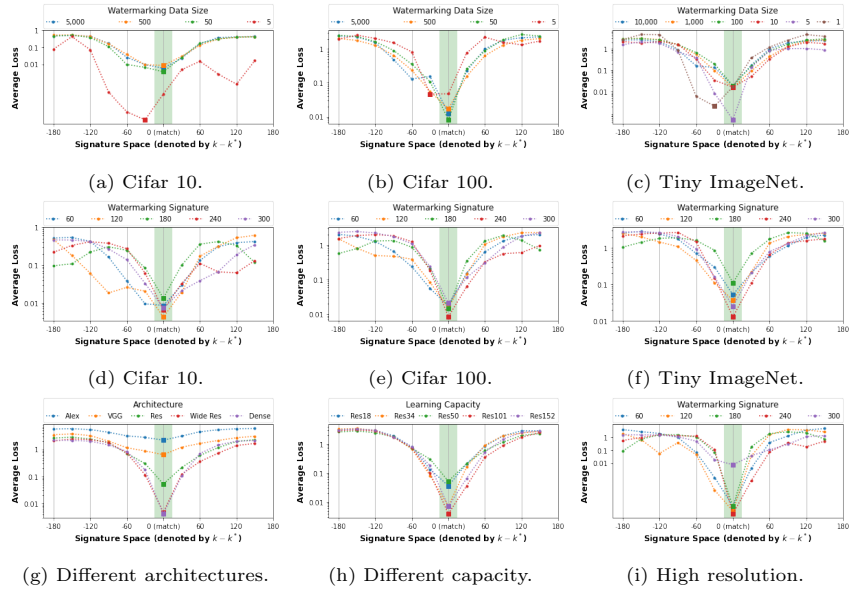 Watermarking Data Size
5,000 500 50 5
Average Loss
1
0.1
0.01
-180 -120 -60 0 (match) 60 120 180
Signature Space (denoted by k − k*)
(a) Cifar 10.
Watermarking Data Size
5,000 500 50 5
Average Loss
1
0.1
0.01
-180 -120 -60 0 (match) 60 120 180
Signature Space (denoted by k − k*)
(b) Cifar 100.
Watermarking Data Size
10,000 1,000 100 10 5 1
Average Loss
1
0.1
0.01
-180 -120 -60 0 (match) 60 120 180
Signature Space (denoted by k − k*)
(c) Tiny ImageNet.
Watermarking Signature
60 120 180 240 300
Average Loss
1
0.1
0.01
-180 -120 -60 0 (match) 60 120 180
Signature Space (denoted by k − k*)
(d) Cifar 10.
Watermarking Signature
60 120 180 240 300
Average Loss
1
0.1
0.01
-180 -120 -60 0 (match) 60 120 180
Signature Space (denoted by k − k*)
(e) Cifar 100.
Watermarking Signature
60 120 180 240 300
Average Loss
1
0.1
0.01
-180 -120 -60 0 (match) 60 120 180
Signature Space (denoted by k − k*)
(f) Tiny ImageNet.
Architecture
Alex VGG Res Wide Res Dense
Average Loss
1
0.1
0.01
-180 -120 -60 0 (match) 60 120 180
Signature Space (denoted by k − k*)
(g) Different architectures.
Learning Capacity
Res18 Res34 Res50 Res101 Res152
Average Loss
1
0.1
0.01
-180 -120 -60 0 (match) 60 120 180
Signature Space (denoted by k − k*)
(h) Different capacity.
Watermarking Signature
60 120 180 240 300
Average Loss
1
0.1
0.01
-180 -120 -60 0 (match) 60 120 180
Signature Space (denoted by k − k*)
(i) High resolution.